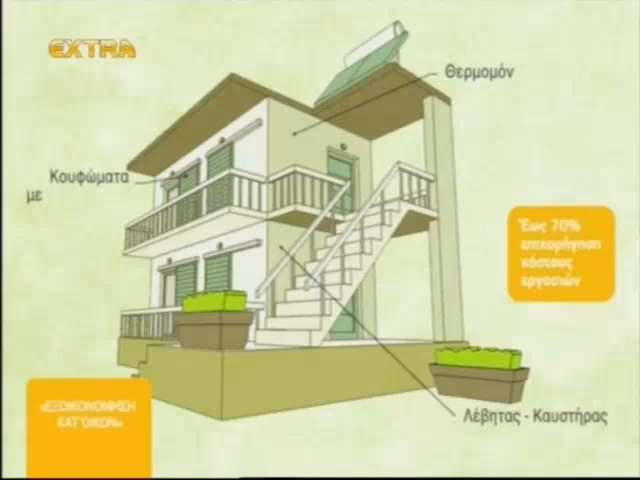 EXTRA
Θερμομόν
Κουφώματα
με
Έως 70%
επιχορήγηση
κόστους
εργασιών
«ΕΞΟΙΚΟΝΟΜΗΣΗ
ΚΑΤ'ΟΙΚΟΝ»
Λέβητας - Καυστήρας